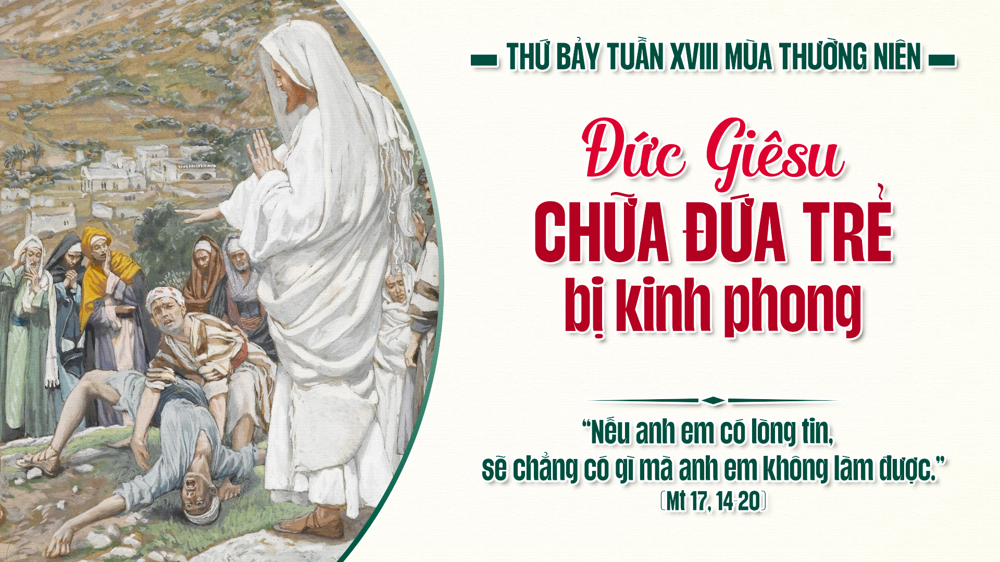 THỨ BẢY TUẦN XVIII MÙA THƯỜNG NIÊN
Đức Giêsu
CHỮA ĐỨA TRẺ
bị kinh phong
“Nếu anh em có lòng tin,
sẽ chẳng có gì mà anh em không làm được.”
(Mt 17, 14-20)